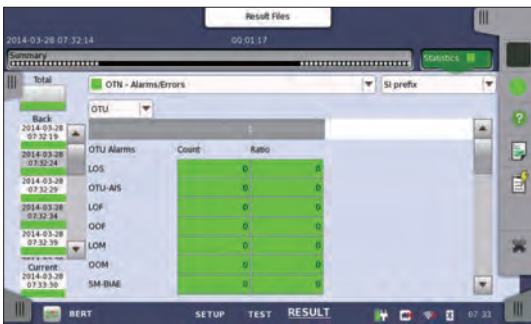 Result Files
2014-03-28 07:32:14
00:01:17
Summary
Statistics
Total
OTN - Alarms/Errors
SI prefix
OTU
Back
2014-03-28
07:32:19
1
2014-03-28
07:32:24
OTU Alarms Count Ratio
LOS 0 0
2014-03-28
07:32:29
OTU-AIS 0 0
2014-03-28
07:32:34
LOF 0 0
OOF 0 0
2014-03-28
07:32:39
LOM 0 0
Current
2014-03-28
07:33:30
OOM 0 0
SM-BIAE 0 0
BERT SETUP TEST RESULT 07:33